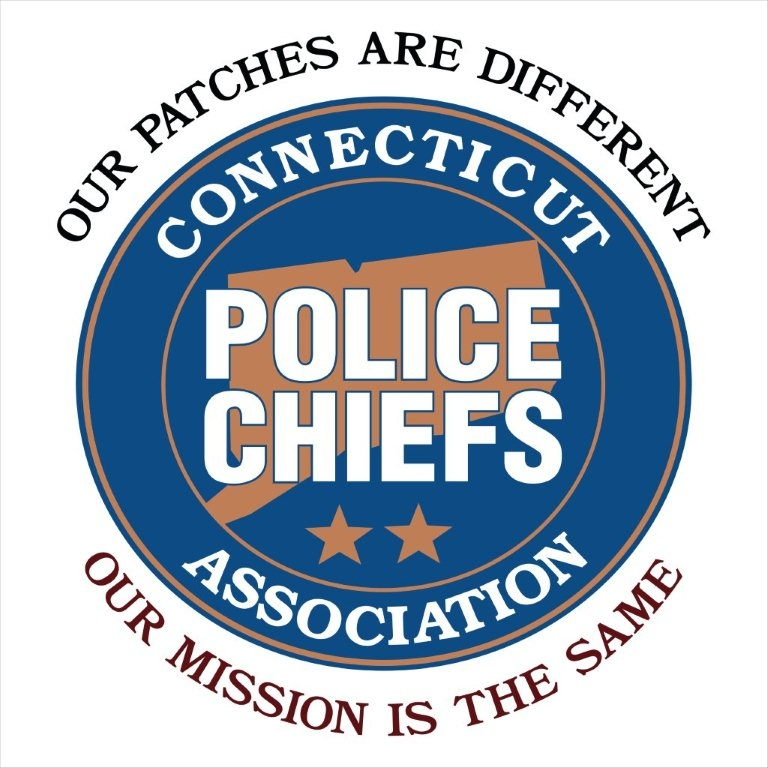 OUR PATCHES ARE DIFFERENT
CONNECTICUT
POLICE
CHIEFS
ASSOCIATION
OUR MISSION IS THE SAME